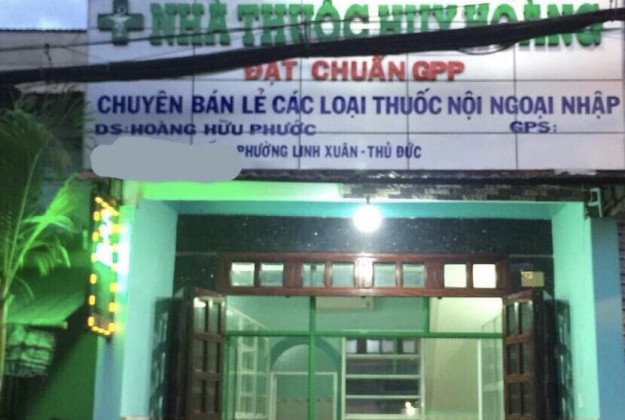 NHÀ THUỐC HUY HOÀNG
ĐẠT CHUẨN GPP
CHUYÊN BÁN LẺ CÁC LOẠI THUỐC NỘI NGOẠI NHẬP
DS:HOÀNG HỮU PHƯỚC GPS:
PHƯỜNG LINH XUÂN - THỦ ĐỨC